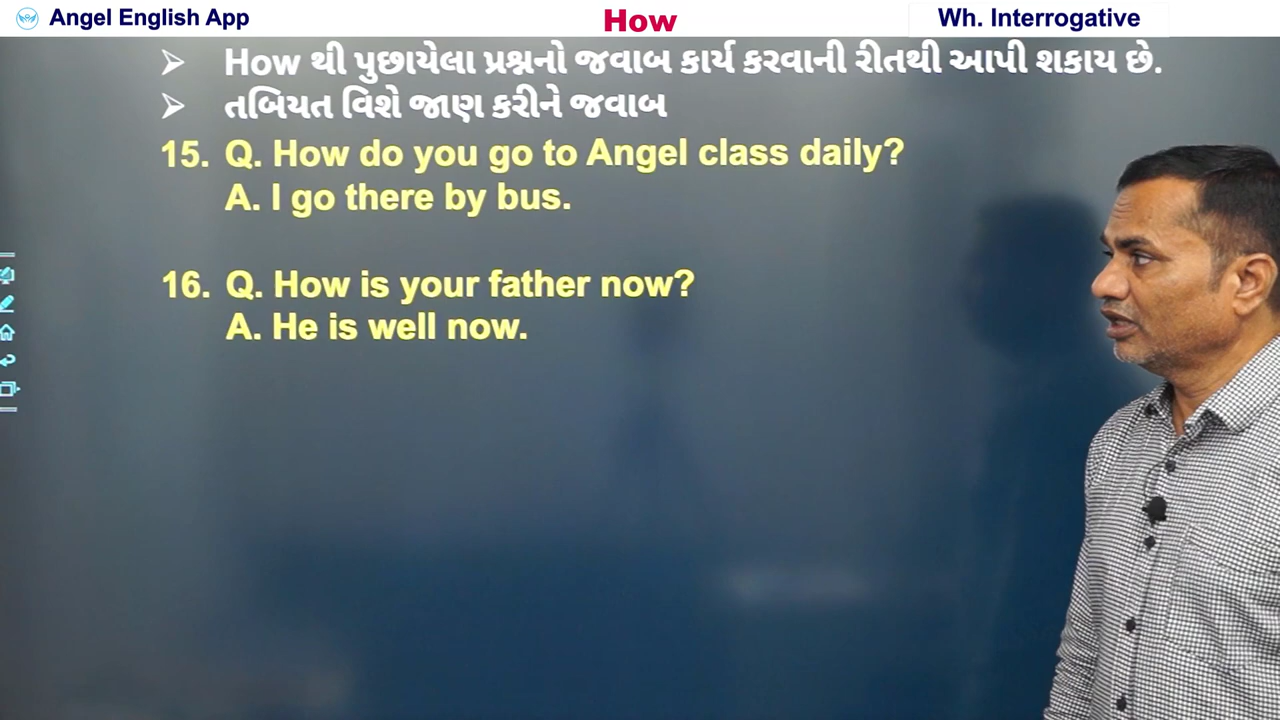 Angel English App
How
Wh. Interrogative
➢ How થી પુછાયેલા પ્રશ્નનો જવાબ કાર્ય કરવાની રીતથી આપી શકાય છે.
➢ તબિયત વિશે જાણ કરીને જવાબ
15. Q. How do you go to Angel class daily?
A. I go there by bus.
16. Q. How is your father now?
A. He is well now.